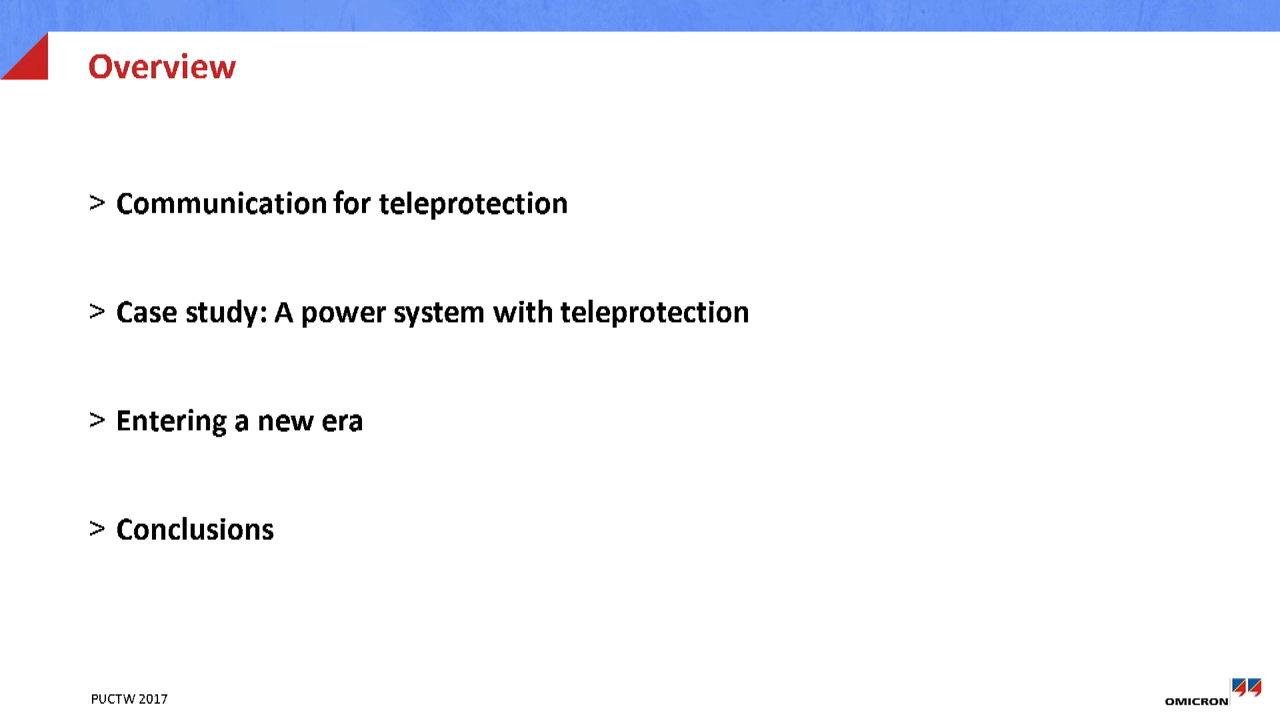 Overview
> Communication for teleprotection
> Case study: A power system with teleprotection
> Entering a new era
> Conclusions
PUCTW 2017
OMICRON